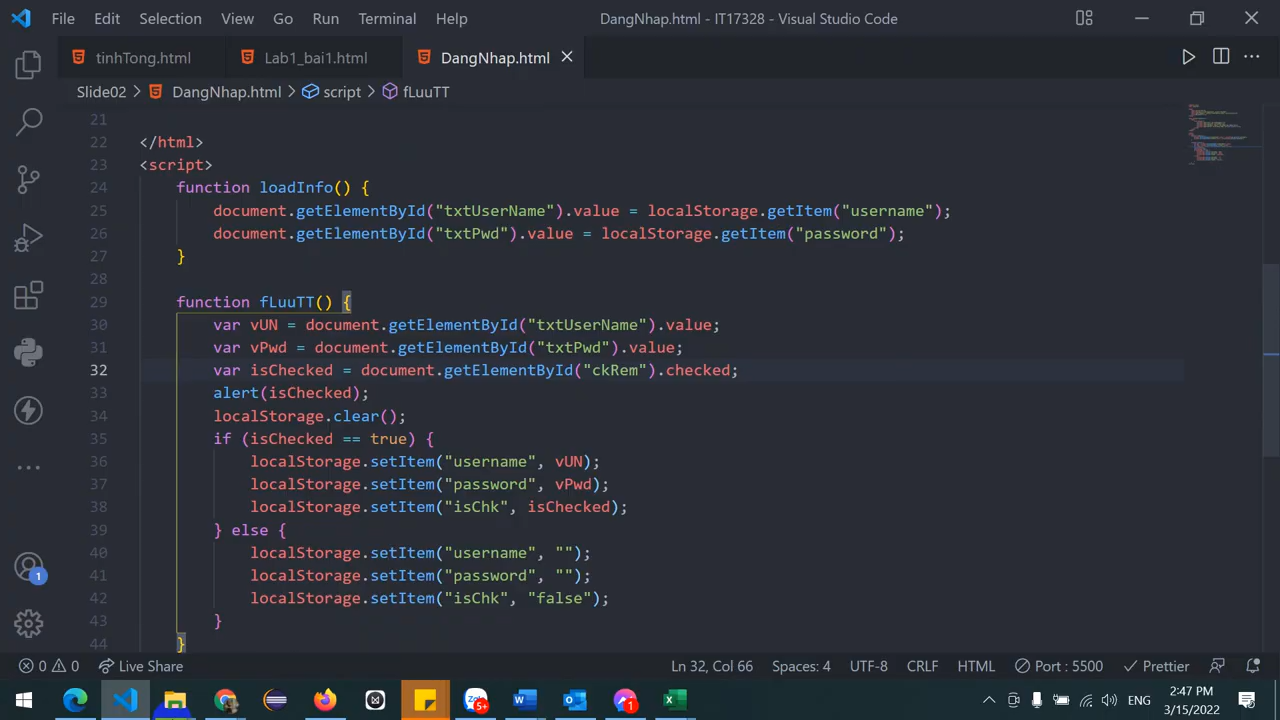 File Edit Selection View Go Run Terminal Help DangNhap.html - IT17328 - Visual Studio Code
tinhTong.html Lab1_bai1.html DangNhap.html
Slide02 > DangNhap.html > script > fLuuTT
21
22 </html>
23 <script>
24 function loadInfo() {
25 document.getElementById("txtUserName").value = localStorage.getItem("username");
26 document.getElementById("txtPwd").value = localStorage.getItem("password");
27 }
28
29 function fLuuTT() {
30 var vUN = document.getElementById("txtUserName").value;
31 var vPwd = document.getElementById("txtPwd").value;
32 var isChecked = document.getElementById("ckRem").checked;
33 alert(isChecked);
34 localStorage.clear();
35 if (isChecked == true) {
36 localStorage.setItem("username", vUN);
37 localStorage.setItem("password", vPwd);
38 localStorage.setItem("isChk", isChecked);
39 } else {
40 localStorage.setItem("username", "");
41 localStorage.setItem("password", "");
42 localStorage.setItem("isChk", "false");
43 }
44 }
1
0 0 Live Share Ln 32, Col 66 Spaces: 4 UTF-8 CRLF HTML Port : 5500 Prettier
5+ 1 ENG 2:47 PM
3/15/2022